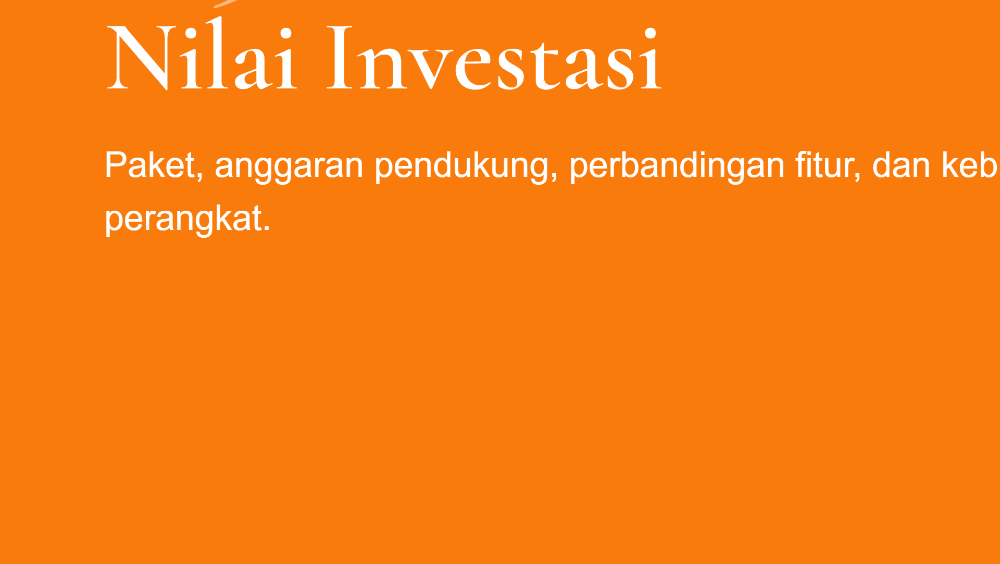 Nilai Investasi
Paket, anggaran pendukung, perbandingan fitur, dan keb
perangkat.